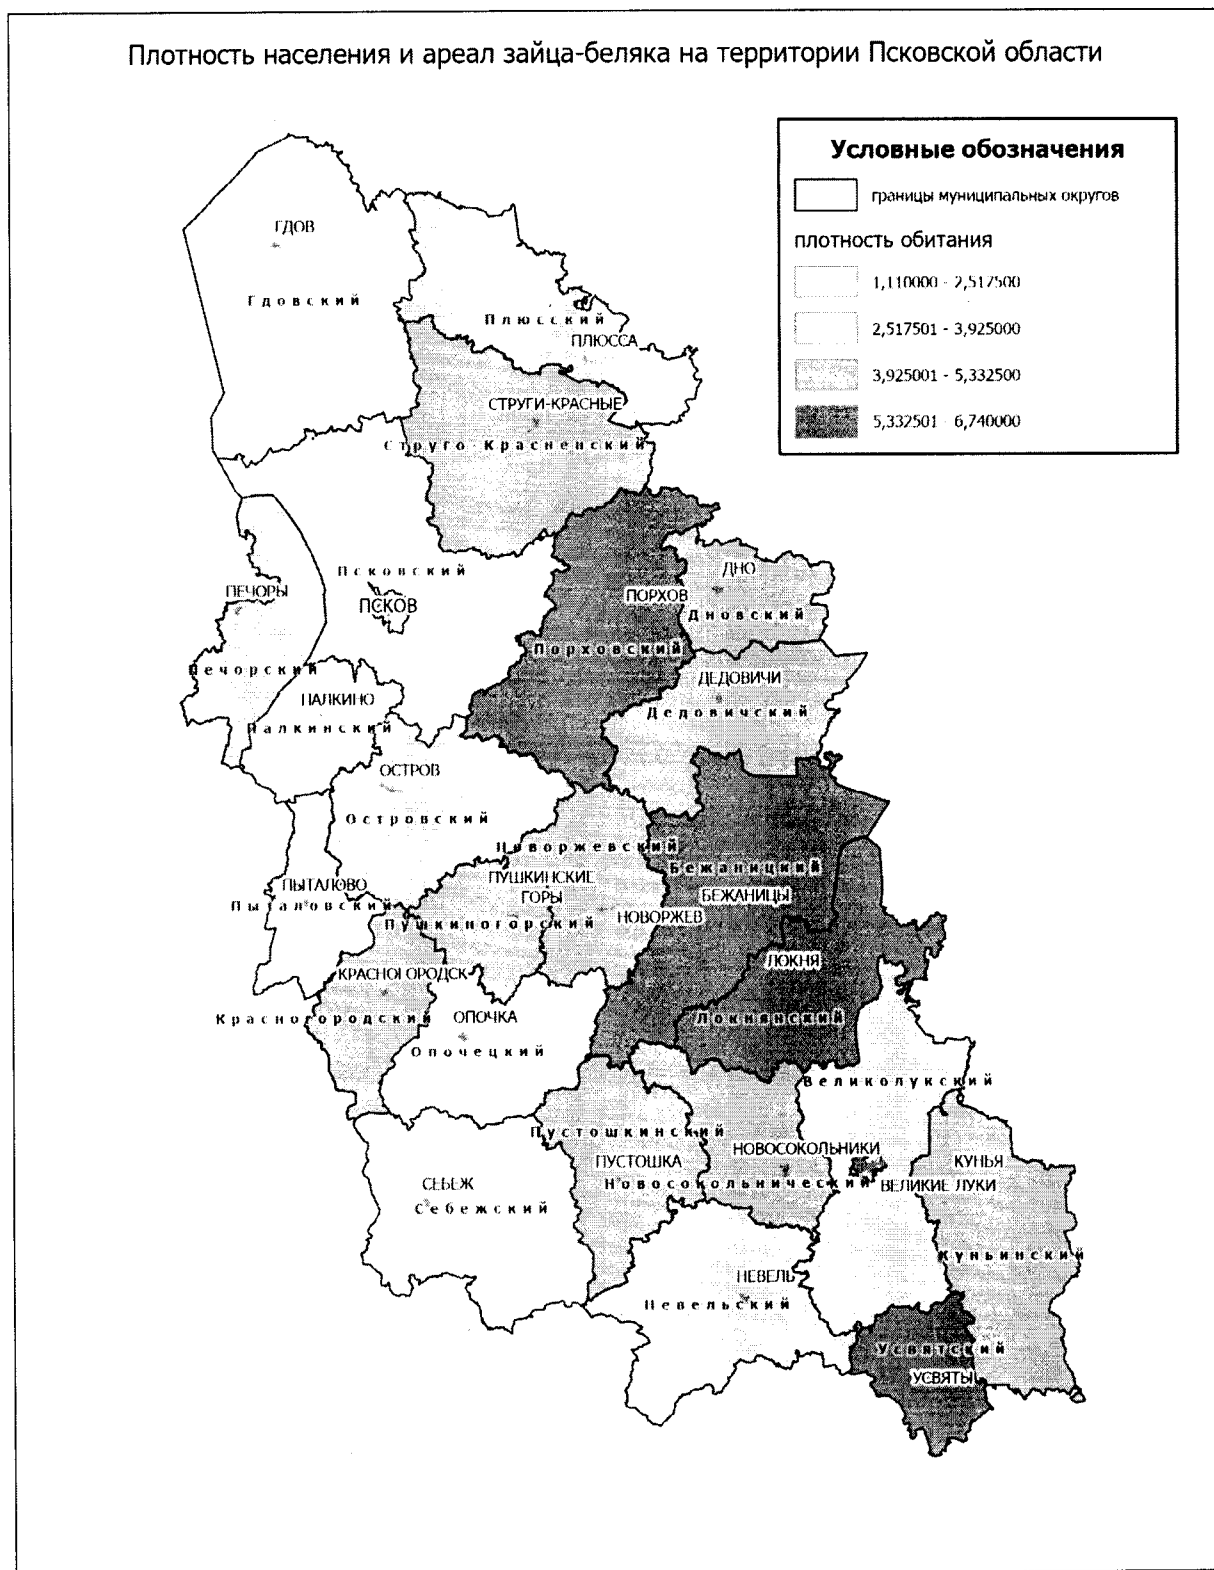 Плотность населения и ареал зайца-беляка на территории Псковской области
Условные обозначения
границы муниципальных округов
плотность обитания
1,110000 - 2,517500
2,517501 - 3,925000
3,925001 - 5,332500
5,332501 - 6,740000
ГДОВ
Гдовский
Плюсский
ПЛЮССА
СТРУГИ-КРАСНЫЕ
Струго-Красненский
Псковский
ПСКОВ
ПЕЧОРЫ
Печорский
ПОРХОВ
Порховский
ДНО
Дновский
ДЕДОВИЧИ
Дедовичский
ПАЛКИНО
Палкинский
ОСТРОВ
Островский
Новоржевский
Бежаницкий
БЕЖАНИЦЫ
ПУШКИНСКИЕ
ГОРЫ
ПЫТАЛОВО
Пыталовский
Пушкиногорский
НОВОРЖЕВ
ЛОКНЯ
Локнянский
КРАСНОГОРОДСК
Красногородский
ОПОЧКА
Опочецкий
Великолукский
Пустошкинский
ПУСТОШКА
НОВОСОКОЛЬНИКИ
Новосокольнический
ВЕЛИКИЕ ЛУКИ
КУНЬЯ
Куньинский
СЕБЕЖ
Себежский
НЕВЕЛЬ
Невельский
Усвятсский
УСВЯТЫ